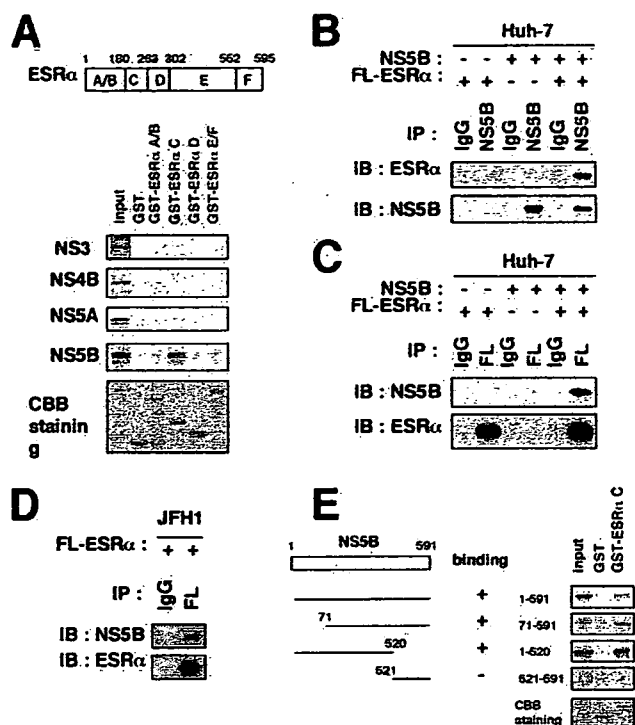 A
1 180 263 302 552 595
ESRα A/B C D E F
Input
GST
GST-ESRα A/B
GST-ESRα C
GST-ESRα D
GST-ESRα E/F
NS3
NS4B
NS5A
NS5B
CBB
stainin
g
B
Huh-7
NS5B : - - + + + +
FL-ESRα : + + - - + +
IP : IgG NS5B IgG NS5B IgG NS5B
IB : ESRα
IB : NS5B
C
Huh-7
NS5B : - - + + + +
FL-ESRα : + + - - + +
IP : IgG FL IgG FL IgG FL
IB : NS5B
IB : ESRα
D
JFH1
FL-ESRα : + +
IP : IgG FL
IB : NS5B
IB : ESRα
E
1 NS5B 591
binding
Input
GST
GST-ESRα C
+ 1-591
71 + 71-591
520 + 1-520
521 - 521-591
CBB
staining